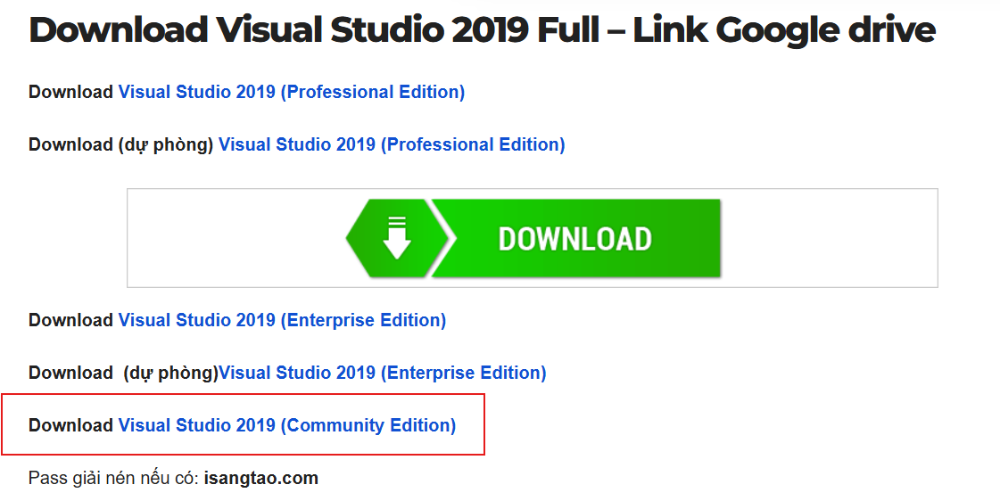 Download Visual Studio 2019 Full – Link Google drive
Download Visual Studio 2019 (Professional Edition)
Download (dự phòng) Visual Studio 2019 (Professional Edition)
DOWNLOAD
Download Visual Studio 2019 (Enterprise Edition)
Download  (dự phòng)Visual Studio 2019 (Enterprise Edition)
Download Visual Studio 2019 (Community Edition)
Pass giải nén nếu có: isangtao.com